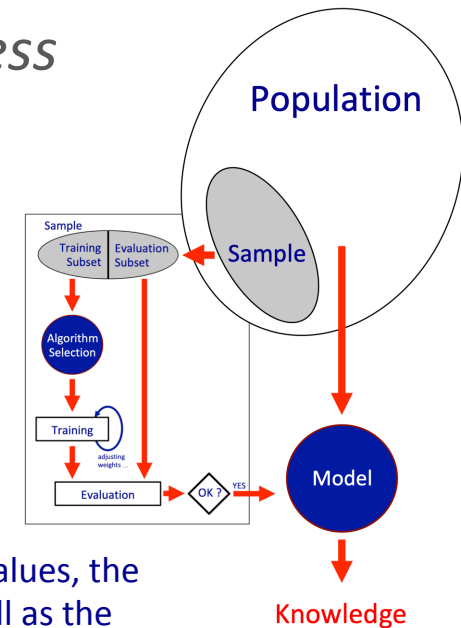 ess
Population
Sample
Sample
Training
Subset
Evaluation
Subset
Algorithm
Selection
Training
adjusting
weights ...
Evaluation
OK ?
YES
Model
alues, the
ll as the
Knowledge